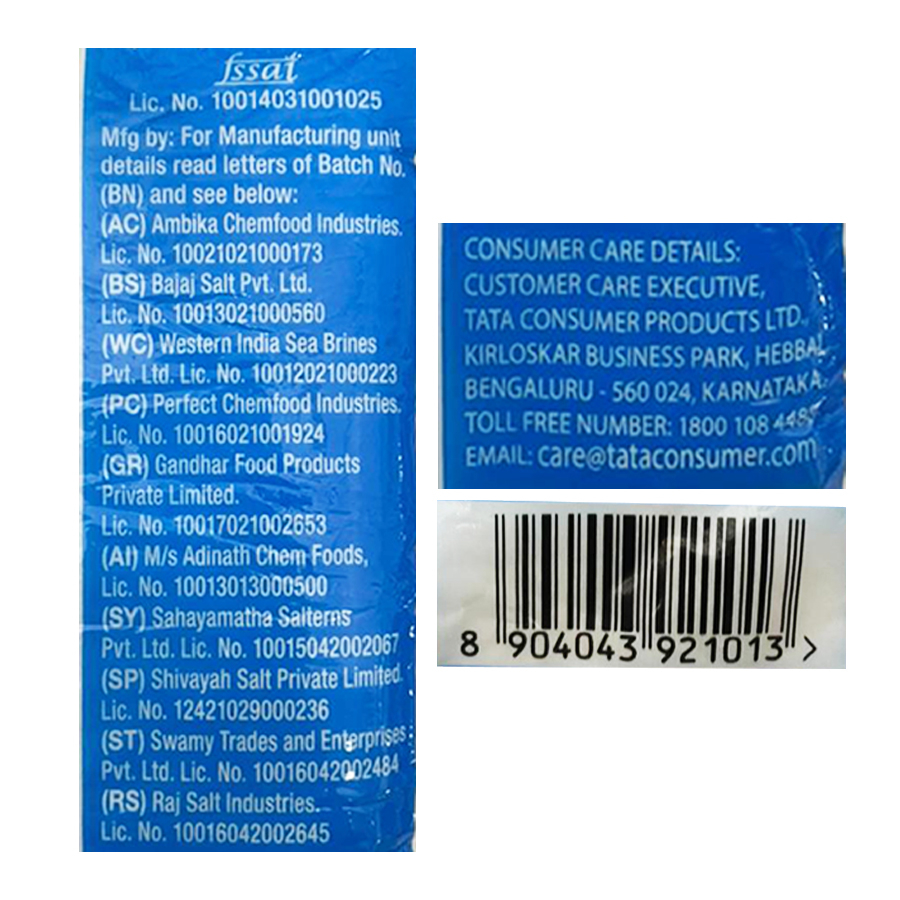 fssai
Lic. No. 10014031001025
Mfg by: For Manufacturing unit
details read letters of Batch No.
(BN) and see below:
(AC) Ambika Chemfood Industries.
Lic. No. 10021021000173
(BS) Bajaj Salt Pvt. Ltd.
Lic. No. 10013021000560
(WC) Western India Sea Brines
Pvt. Ltd. Lic. No. 10012021000223
(PC) Perfect Chemfood Industries.
Lic. No. 10016021001924
(GR) Gandhar Food Products
Private Limited.
Lic. No. 10017021002653
(AI) M/s Adinath Chem Foods,
Lic. No. 10013013000500
(SY) Sahayamatha Salterns
Pvt. Ltd. Lic. No. 10015042002067
(SP) Shivayah Salt Private Limited.
Lic. No. 12421029000236
(ST) Swamy Trades and Enterprises
Pvt. Ltd. Lic. No. 10016042002484
(RS) Raj Salt Industries.
Lic. No. 10016042002645
CONSUMER CARE DETAILS:
CUSTOMER CARE EXECUTIVE,
TATA CONSUMER PRODUCTS LTD.
KIRLOSKAR BUSINESS PARK, HEBBAL,
BENGALURU - 560 024, KARNATAKA.
TOLL FREE NUMBER: 1800 108
EMAIL: care@tataconsumer.com
8 904043 921013 >